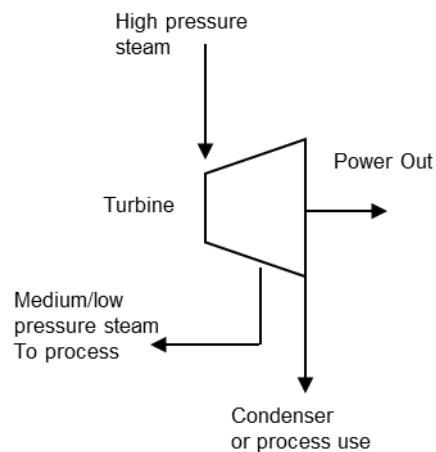 High pressure
steam
Power Out
Turbine
Medium/low
pressure steam
To process
Condenser
or process use